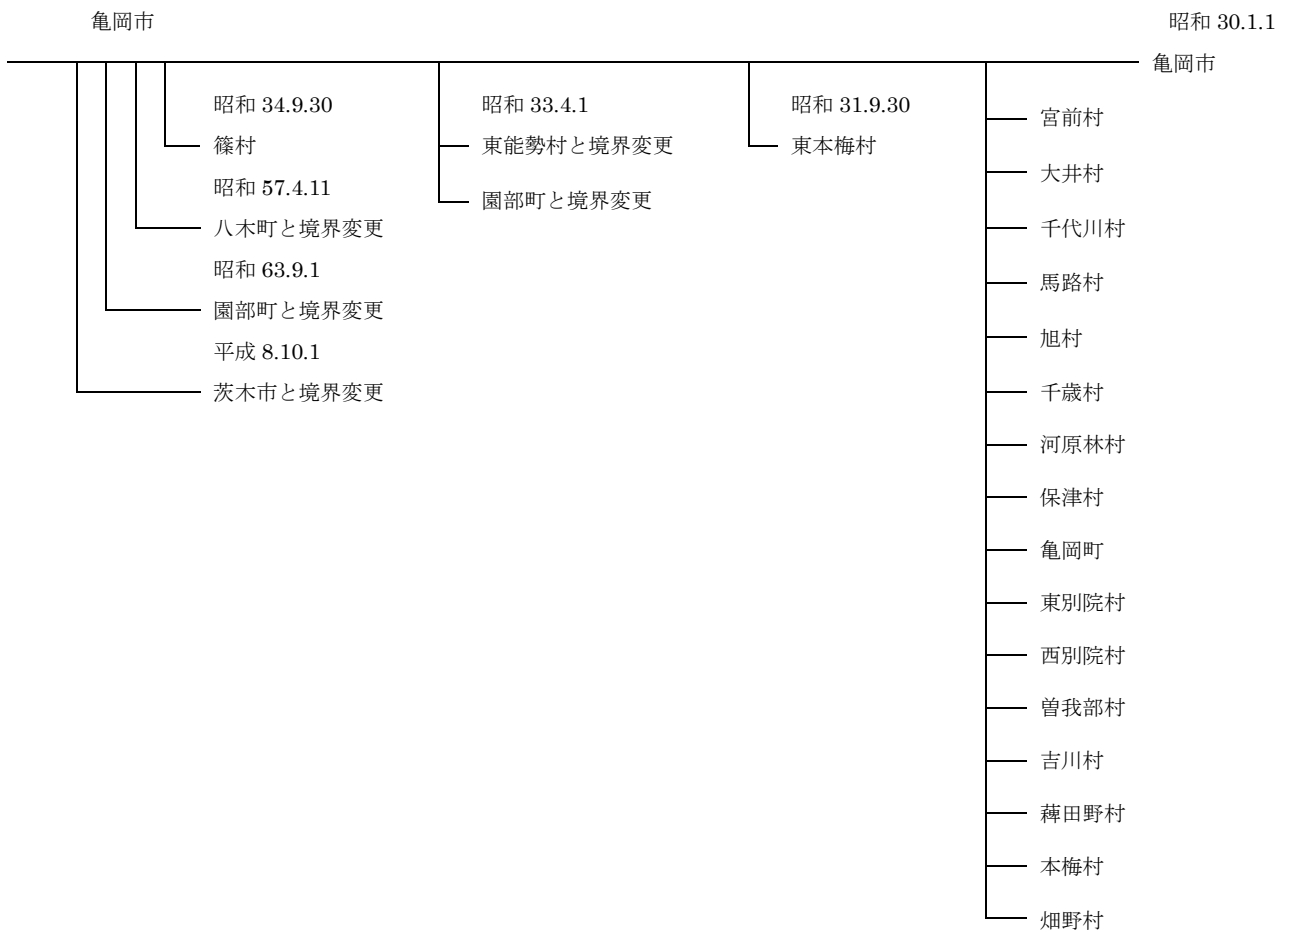 亀岡市
昭和 30.1.1
亀岡市
昭和 34.9.30
篠村
昭和 57.4.11
八木町と境界変更
昭和 63.9.1
園部町と境界変更
平成 8.10.1
茨木市と境界変更
昭和 33.4.1
東能勢村と境界変更
園部町と境界変更
昭和 31.9.30
東本梅村
宮前村
大井村
千代川村
馬路村
旭村
千歳村
河原林村
保津村
亀岡町
東別院村
西別院村
曽我部村
吉川村
薭田野村
本梅村
畑野村